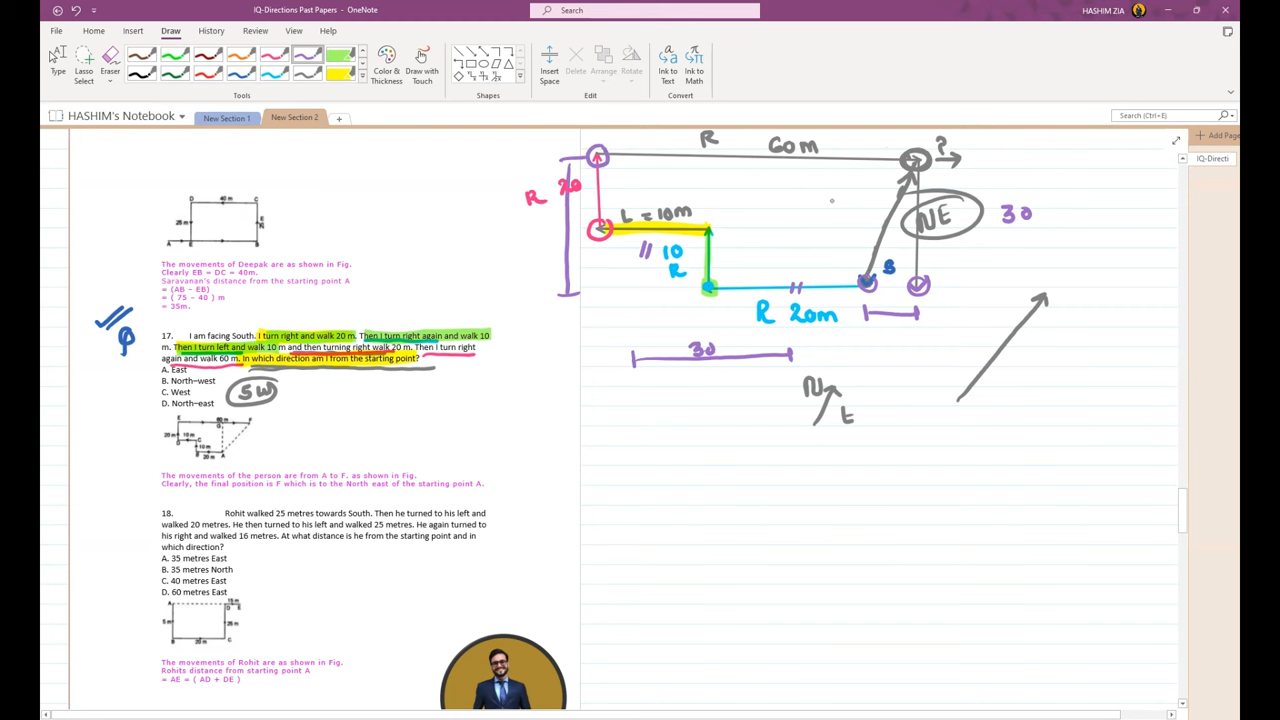 IQ-Directions Past Papers - OneNote
Search
HASHIM ZIA
File Home Insert Draw History Review View Help
Type
Lasso Select
Eraser
Color & Thickness
Draw with Touch
Insert Space
Delete
Arrange
Rotate
Ink to Text
Ink to Math
Tools
Shapes
Edit
Convert
HASHIM's Notebook
New Section 1
New Section 2
Search (Ctrl+E)
Add Page
IQ-Directi
D 40 m C
25 m
A E B
The movements of Deepak are as shown in Fig.
Clearly EB = DC = 40m.
Saravanan's distance from the starting point A
= (AB – EB)
= ( 75 – 40 ) m
= 35m.
17. I am facing South. I turn right and walk 20 m. Then I turn right again and walk 10
m. Then I turn left and walk 10 m and then turning right walk 20 m. Then I turn right
again and walk 60 m. In which direction am I from the starting point?
A. East
B. North–west
C. West
D. North–east
SW
E 60 m F
20 m 10 m
D C
10 m
B 20 m A
The movements of the person are from A to F. as shown in Fig.
Clearly, the final position is F which is to the North east of the starting point A.
18. Rohit walked 25 metres towards South. Then he turned to his left and
walked 20 metres. He then turned to his left and walked 25 metres. He again turned to
his right and walked 16 metres. At what distance is he from the starting point and in
which direction?
A. 35 metres East
B. 35 metres North
C. 40 metres East
D. 60 metres East
A 15 m
D E
5 m 25 m
B 20 m C
The movements of Rohit are as shown in Fig.
Rohits distance from starting point A
= AE = ( AD + DE )
R 60m ?
R 20
L = 10m
NE 30
10
R
S
R 20m
30
N
E